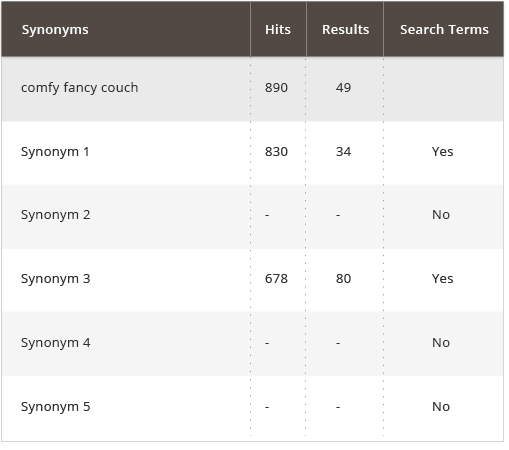 Synonyms Hits Results Search Terms
comfy fancy couch 890 49
Synonym 1 830 34 Yes
Synonym 2 - - No
Synonym 3 678 80 Yes
Synonym 4 - - No
Synonym 5 - - No